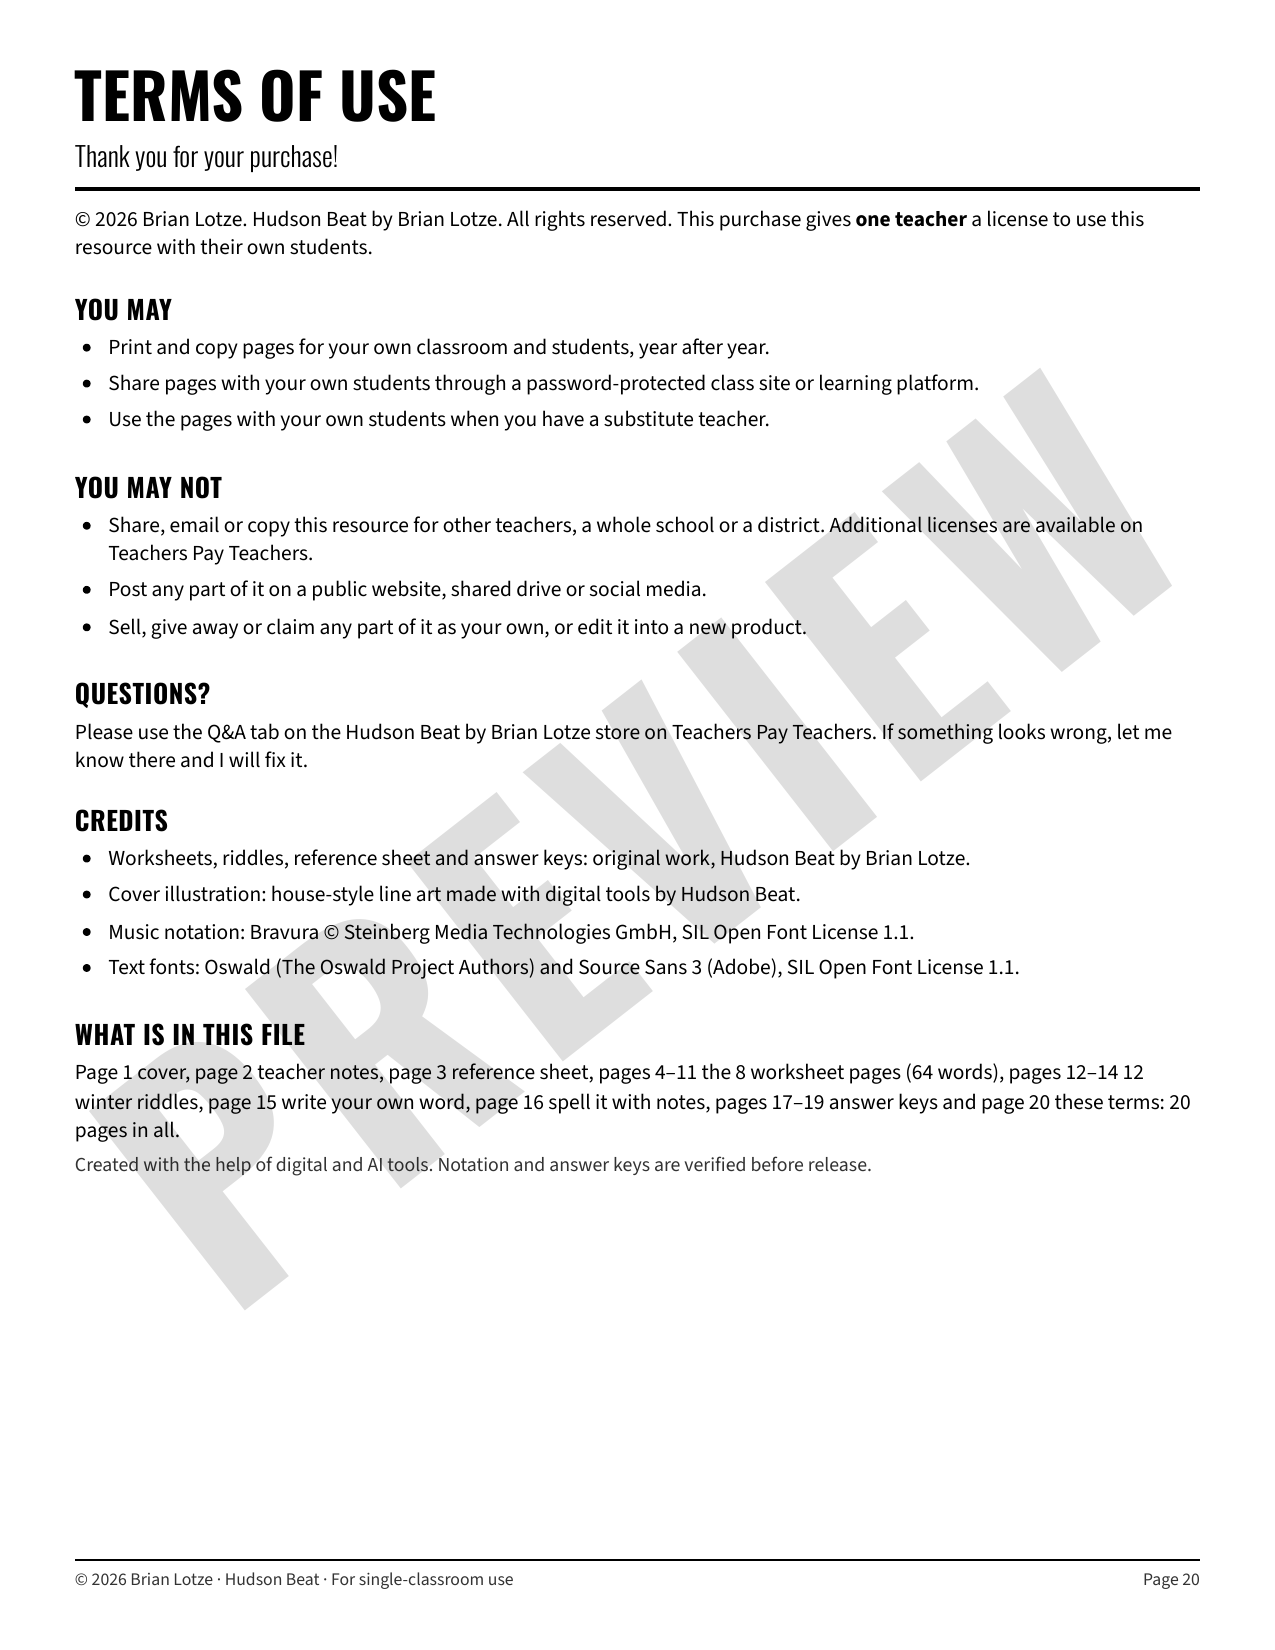 TERMS OF USE
Thank you for your purchase!
© 2026 Brian Lotze. Hudson Beat by Brian Lotze. All rights reserved. This purchase gives one teacher a license to use this
resource with their own students.
YOU MAY
• Print and copy pages for your own classroom and students, year after year.
• Share pages with your own students through a password-protected class site or learning platform.
• Use the pages with your own students when you have a substitute teacher.
YOU MAY NOT
• Share, email or copy this resource for other teachers, a whole school or a district. Additional licenses are available on
Teachers Pay Teachers.
• Post any part of it on a public website, shared drive or social media.
• Sell, give away or claim any part of it as your own, or edit it into a new product.
QUESTIONS?
Please use the Q&A tab on the Hudson Beat by Brian Lotze store on Teachers Pay Teachers. If something looks wrong, let me
know there and I will fix it.
CREDITS
• Worksheets, riddles, reference sheet and answer keys: original work, Hudson Beat by Brian Lotze.
• Cover illustration: house-style line art made with digital tools by Hudson Beat.
• Music notation: Bravura © Steinberg Media Technologies GmbH, SIL Open Font License 1.1.
• Text fonts: Oswald (The Oswald Project Authors) and Source Sans 3 (Adobe), SIL Open Font License 1.1.
WHAT IS IN THIS FILE
Page 1 cover, page 2 teacher notes, page 3 reference sheet, pages 4–11 the 8 worksheet pages (64 words), pages 12–14 12
winter riddles, page 15 write your own word, page 16 spell it with notes, pages 17–19 answer keys and page 20 these terms: 20
pages in all.
Created with the help of digital and AI tools. Notation and answer keys are verified before release.
PREVIEW
© 2026 Brian Lotze · Hudson Beat · For single-classroom use
Page 20